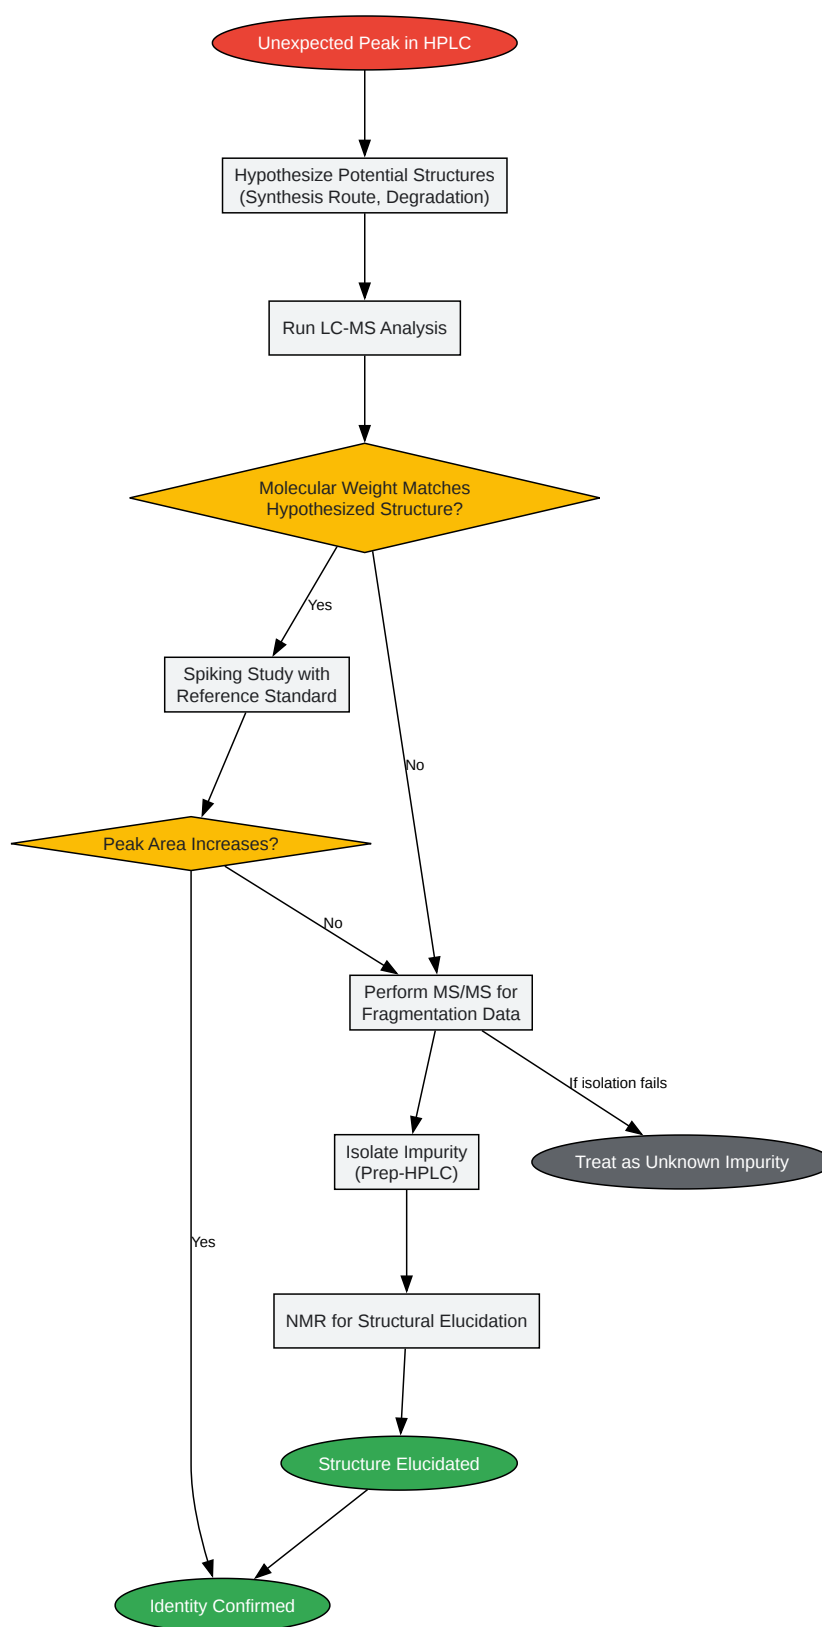 Unexpected Peak in HPLC
Hypothesize Potential Structures
(Synthesis Route, Degradation)
Run LC-MS Analysis
Molecular Weight Matches
Hypothesized Structure?
Yes
Spiking Study with
Reference Standard
No
Peak Area Increases?
No
Perform MS/MS for
Fragmentation Data
If isolation fails
Isolate Impurity
(Prep-HPLC)
Treat as Unknown Impurity
Yes
NMR for Structural Elucidation
Structure Elucidated
Identity Confirmed